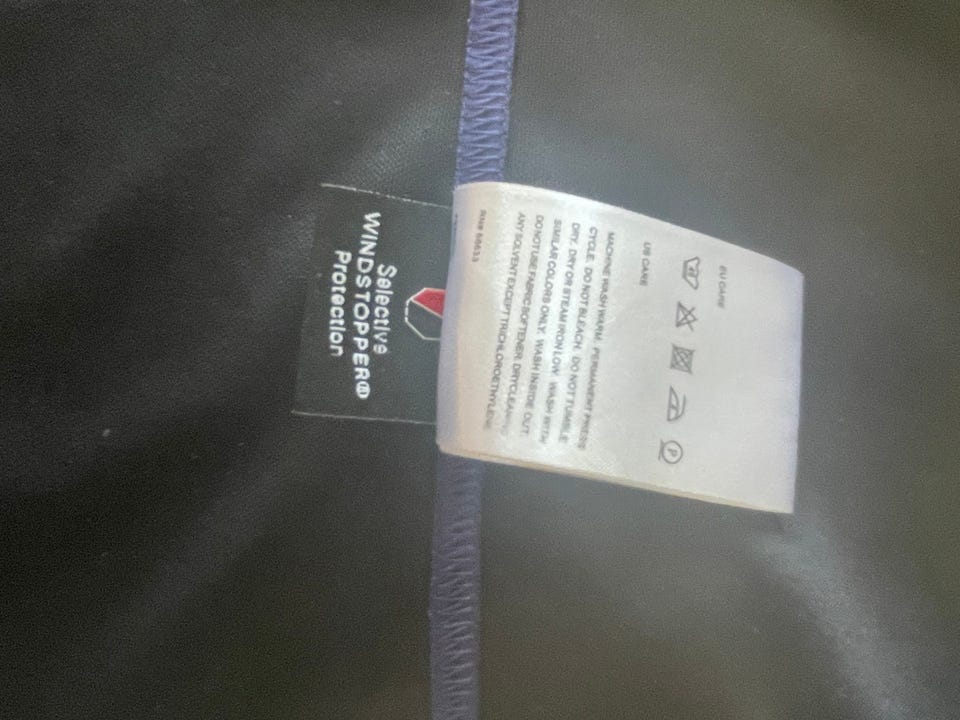 EU CARE
P
US CARE
MACHINE WASH WARM. PERMANENT PRESS
CYCLE. DO NOT BLEACH. DO NOT TUMBLE
DRY. DRY OR STEAM IRON LOW. WASH WITH
SIMILAR COLORS ONLY. WASH INSIDE OUT.
DO NOT USE FABRIC SOFTENER. DRYCLEAN IN
ANY SOLVENT EXCEPT TRICHLOROETHYLENE.
Selective
WINDSTOPPER®
Protection